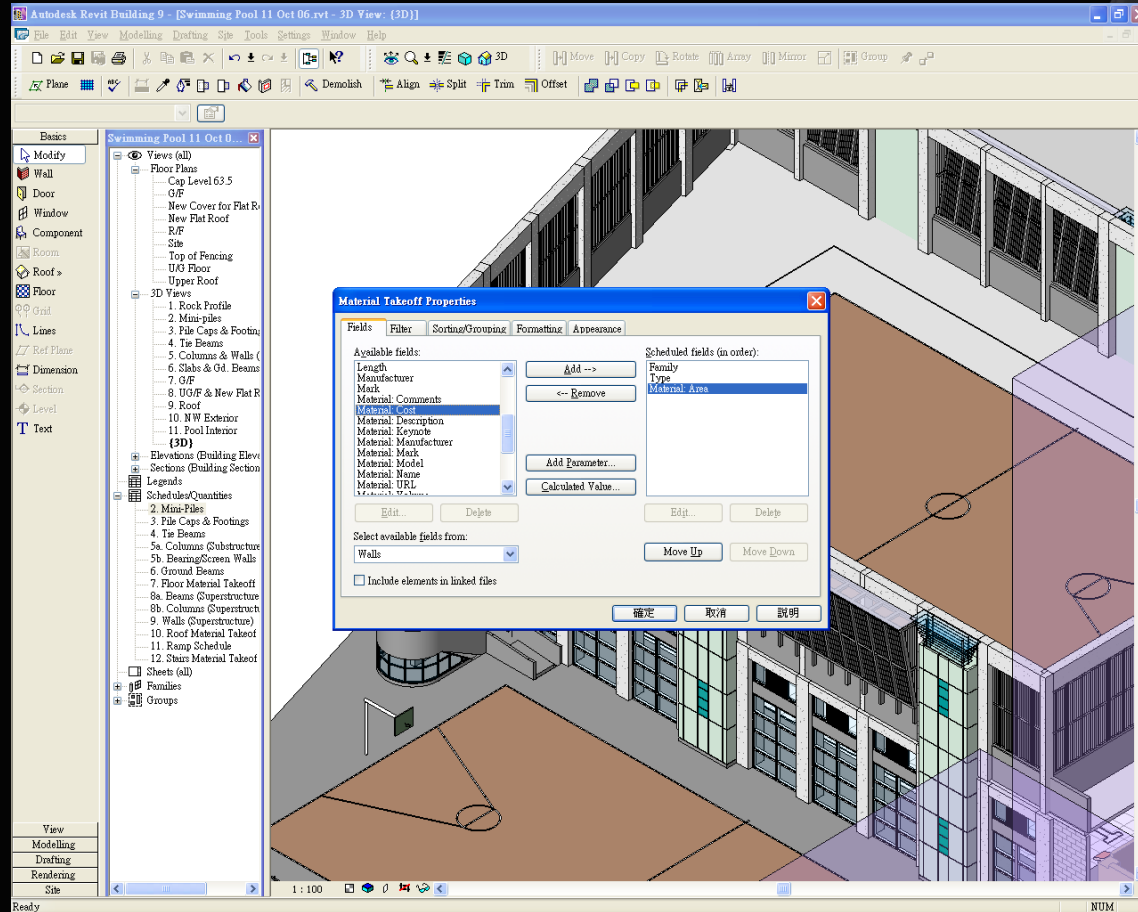 Autodesk Revit Building 9 - [Swimming Pool 11 Oct 06.rvt - 3D View: {3D}]
File Edit View Modelling Drafting Site Tools Settings Window Help
3D Move Copy Rotate Array Mirror Group
Plane Demolish Align Split Trim Offset
Basics
Modify
Wall
Door
Window
Component
Room
Roof »
Floor
Grid
Lines
Ref Plane
Dimension
Section
Level
Text
View
Modelling
Drafting
Rendering
Site
Swimming Pool 11 Oct 0...
Views (all)
Floor Plans
Cap Level 63.5
G/F
New Cover for Flat R
New Flat Roof
R/F
Site
Top of Fencing
U/G Floor
Upper Roof
3D Views
1. Rock Profile
2. Mini-piles
3. Pile Caps & Footin
4. Tie Beams
5. Columns & Walls (
6. Slabs & Gd. Beams
7. G/F
8. UG/F & New Flat R
9. Roof
10. NW Exterior
11. Pool Interior
{3D}
Elevations (Building Eleve
Sections (Building Section
Legends
Schedules/Quantities
2. Mini-Piles
3. Pile Caps & Footings
4. Tie Beams
5a. Columns (Substructure
5b. Bearing/Screen Walls
6. Ground Beams
7. Floor Material Takeoff
8a. Beams (Superstructure
8b. Columns (Superstruct
9. Walls (Superstructure)
10. Roof Material Takeof
11. Ramp Schedule
12. Stairs Material Takeof
Sheets (all)
Families
Groups
Material Takeoff Properties
Fields Filter Sorting/Grouping Formatting Appearance
Available fields:
Length
Manufacturer
Mark
Material: Comments
Material: Cost
Material: Description
Material: Keynote
Material: Manufacturer
Material: Mark
Material: Model
Material: Name
Material: URL
Add -->
<-- Remove
Add Parameter...
Calculated Value...
Scheduled fields (in order):
Family
Type
Material: Area
Edit... Delete
Edit... Delete
Select available fields from:
Walls
Move Up Move Down
Include elements in linked files
確定 取消 說明
1 : 100
Ready
NUM